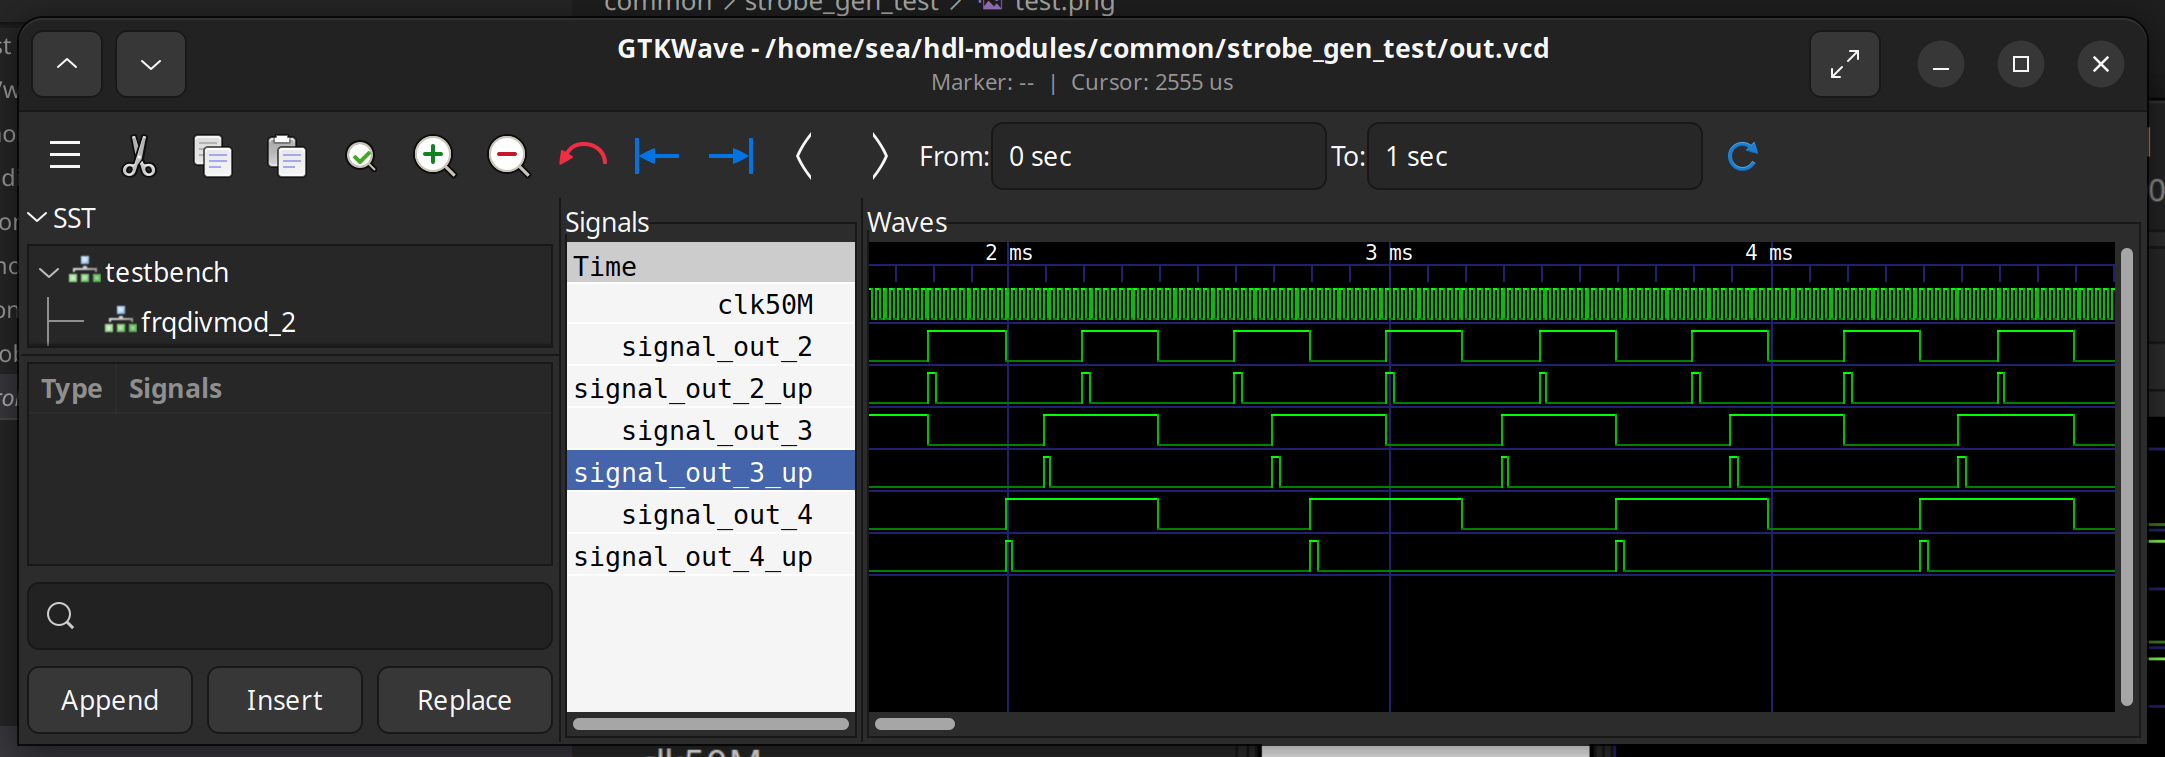 common > strobe_gen_test > test.png
GTKWave - /home/sea/hdl-modules/common/strobe_gen_test/out.vcd
Marker: -- | Cursor: 2555 us
From: 0 sec To: 1 sec
SST
testbench
frqdivmod_2
Type Signals
Append Insert Replace
Signals
Time
clk50M
signal_out_2
signal_out_2_up
signal_out_3
signal_out_3_up
signal_out_4
signal_out_4_up
Waves
2 ms 3 ms 4 ms